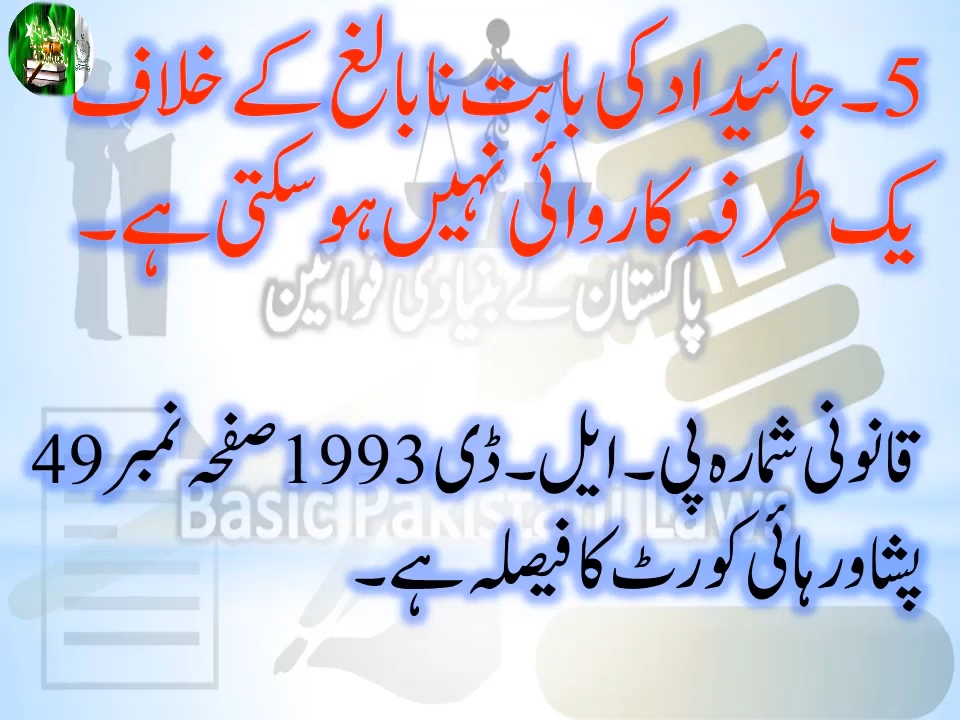 5۔ جائیداد کی بابت نابالغ کے خلاف
یک طرفہ کاروائی نہیں ہو سکتی ہے۔
پاکستان کے بنیادی قوانین
قانونی شمارہ پی۔ ایل۔ ڈی 1993 صفحہ نمبر 49
Basic Pakistani Laws
پشاور ہائی کورٹ کا فیصلہ ہے۔